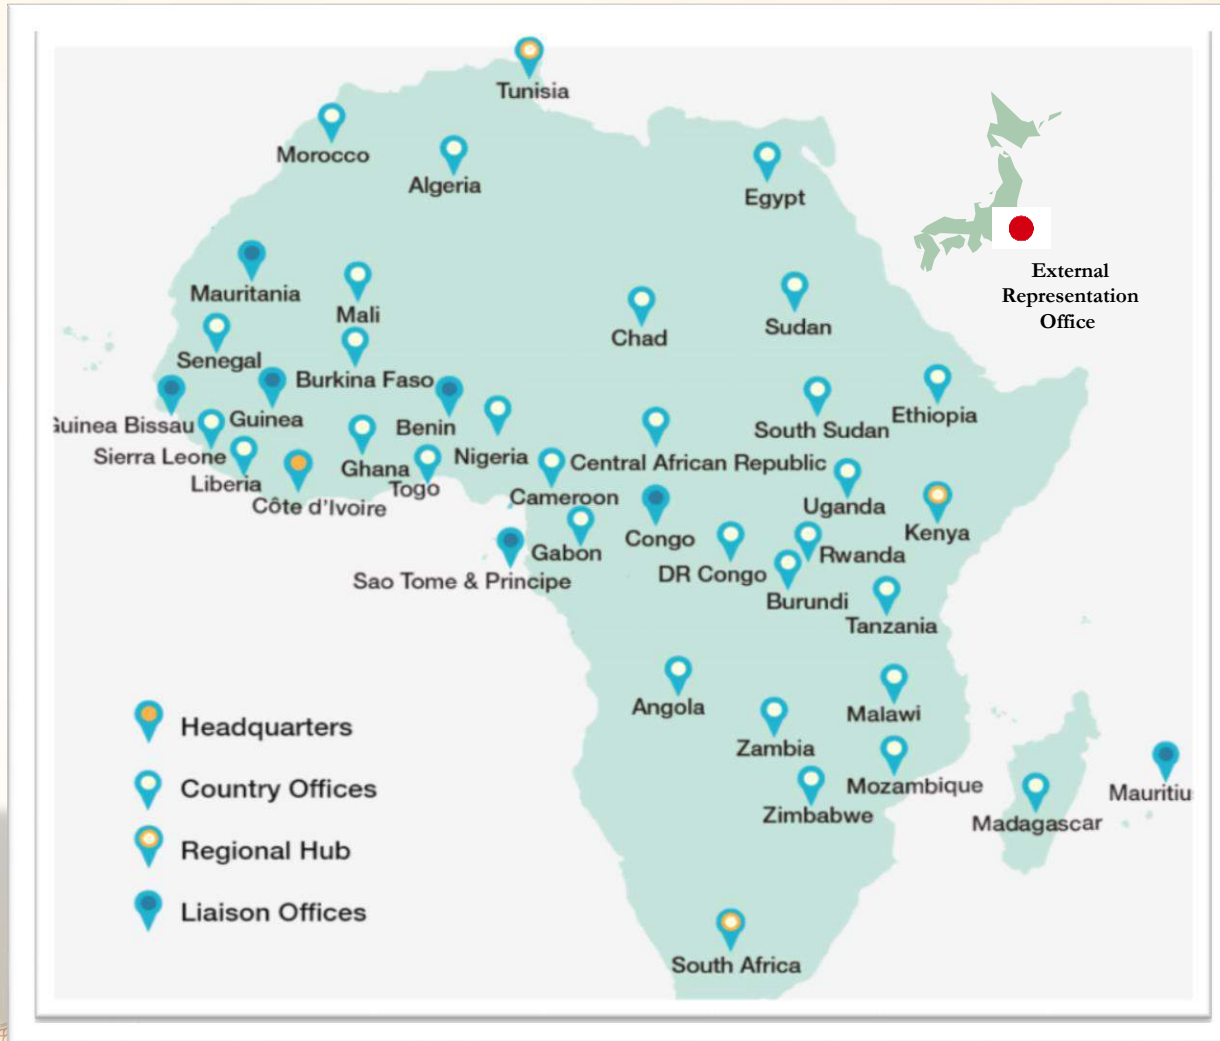 Tunisia
Morocco
Algeria
Egypt
External
Representation
Office
Mauritania
Mali
Chad
Sudan
Senegal
Burkina Faso
Ethiopia
Guinea Bissau
Guinea
Benin
South Sudan
Sierra Leone
Ghana
Nigeria
Central African Republic
Liberia
Togo
Cameroon
Uganda
Côte d'Ivoire
Kenya
Gabon
Congo
Rwanda
Sao Tome & Principe
DR Congo
Burundi
Tanzania
Angola
Malawi
Headquarters
Zambia
Country Offices
Mozambique
Mauritiu
Zimbabwe
Madagascar
Regional Hub
Liaison Offices
South Africa